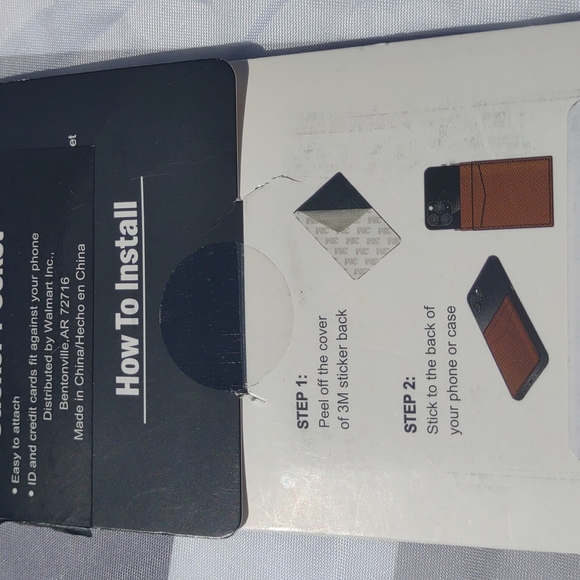 • Easy to attach
• ID and credit cards fit against your phone
Distributed by Walmart Inc.,
Bentonville.AR 72716
Made in China/Hecho en China
et
How To Install
STEP 1:
Peel off the cover
of 3M sticker back
STEP 2:
Stick to the back of
your phone or case